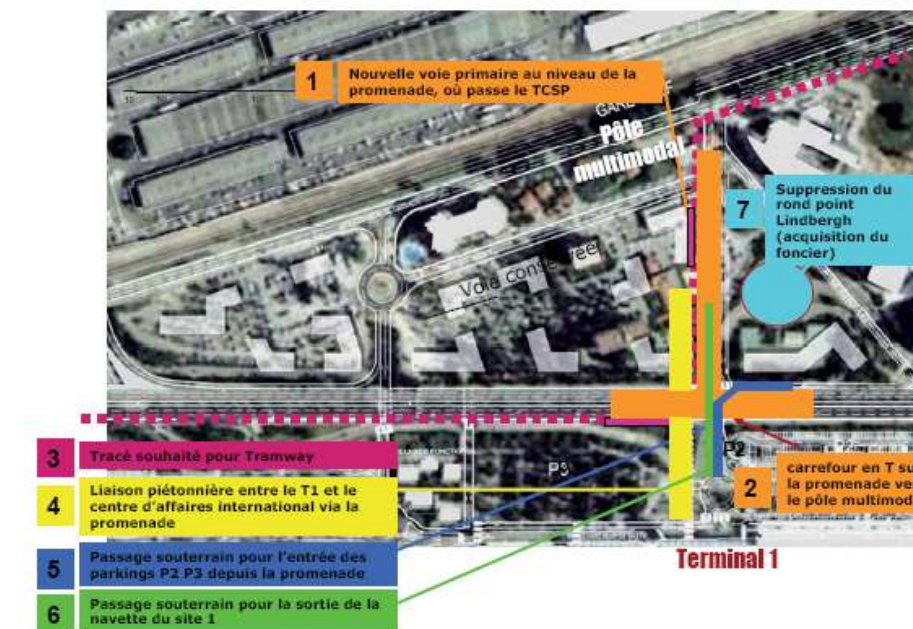 1
Nouvelle voie primaire au niveau de la
promenade, où passe le TCSP
GARE
Pôle
multimodal
7
Suppression du
rond point
Lindbergh
(acquisition du
foncier)
Voie conservée
3
Tracé souhaité pour Tramway
P3
P2
4
Liaison piétonnière entre le T1 et le
centre d'affaires international via la
promenade
2
carrefour en T su
la promenade ve
le pôle multimod
5
Passage souterrain pour l'entrée des
parkings P2 P3 depuis la promenade
Terminal 1
6
Passage souterrain pour la sortie de la
navette du site 1